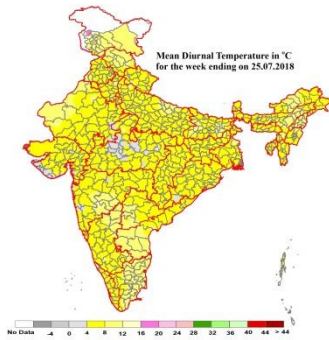 Mean Diurnal Temperature in °C
for the week ending on 25.07.2018
No Data -4 0 4 8 12 16 20 24 28 32 36 40 44 > 44